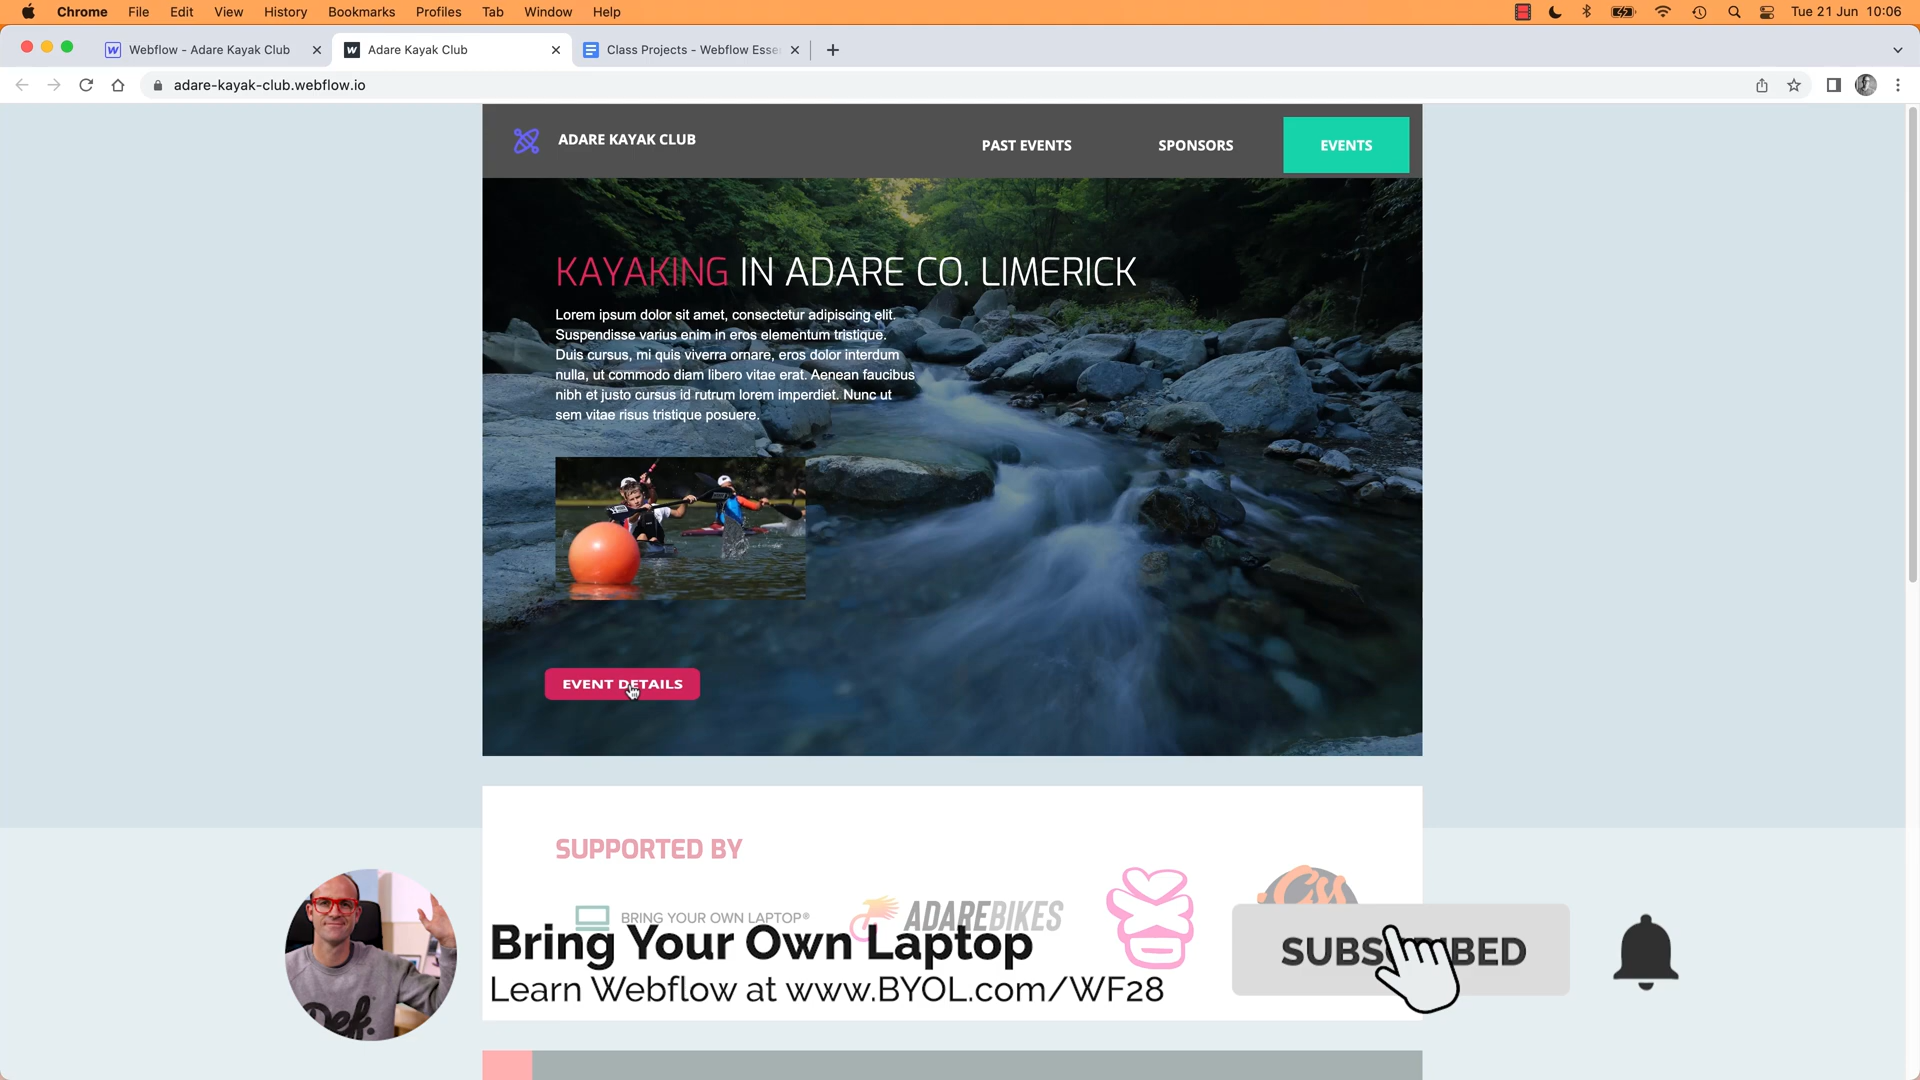 Chrome File Edit View History Bookmarks Profiles Tab Window Help Tue 21 Jun 10:06
Webflow - Adare Kayak Club Adare Kayak Club Class Projects - Webflow Esse
adare-kayak-club.webflow.io
ADARE KAYAK CLUB PAST EVENTS SPONSORS EVENTS
KAYAKING IN ADARE CO. LIMERICK
Lorem ipsum dolor sit amet, consectetur adipiscing elit.
Suspendisse varius enim in eros elementum tristique.
Duis cursus, mi quis viverra ornare, eros dolor interdum
nulla, ut commodo diam libero vitae erat. Aenean faucibus
nibh et justo cursus id rutrum lorem imperdiet. Nunc ut
sem vitae risus tristique posuere.
EVENT DETAILS
SUPPORTED BY
BRING YOUR OWN LAPTOP®
ADAREBIKES
Bring Your Own Laptop
Learn Webflow at www.BYOL.com/WF28
SUBSCRIBED
Def.